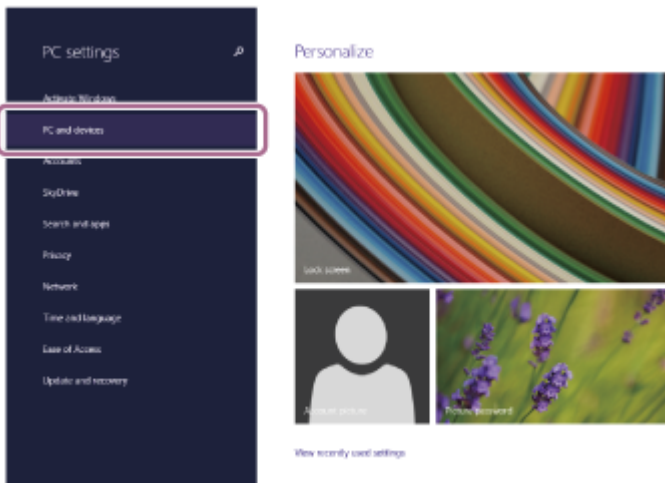 PC settings
Activate Windows
PC and devices
Accounts
SkyDrive
Search and apps
Privacy
Network
Time and language
Ease of Access
Update and recovery
Personalize
Lock screen
Account picture
Picture password
View recently used settings